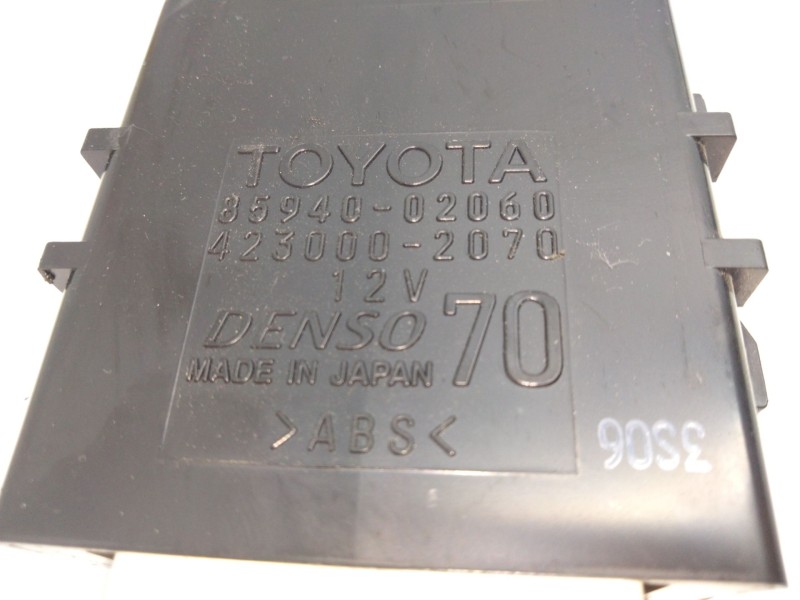 TOYOTA
85940-02060
423000-2070
12V
DENSO 70
MADE IN JAPAN
>ABS<
3S06